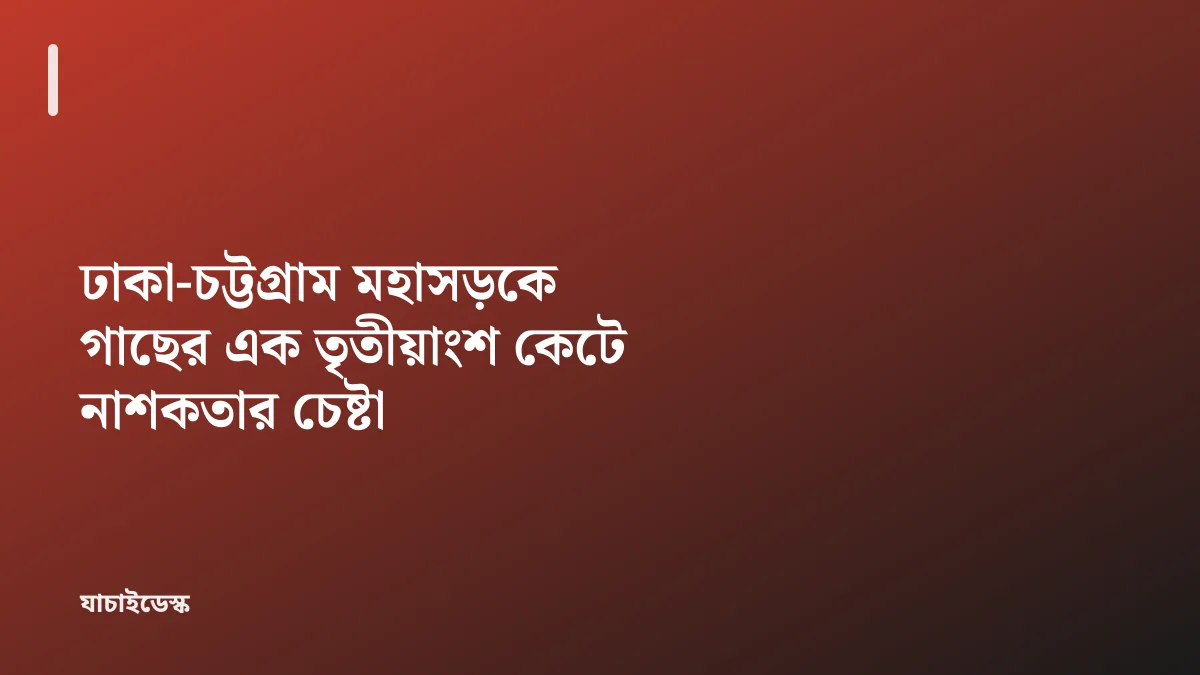 ঢাকা-চট্টগ্রাম মহাসড়কে
গাছের এক তৃতীয়াংশ কেটে
নাশকতার চেষ্টা
যাচাইডেস্ক